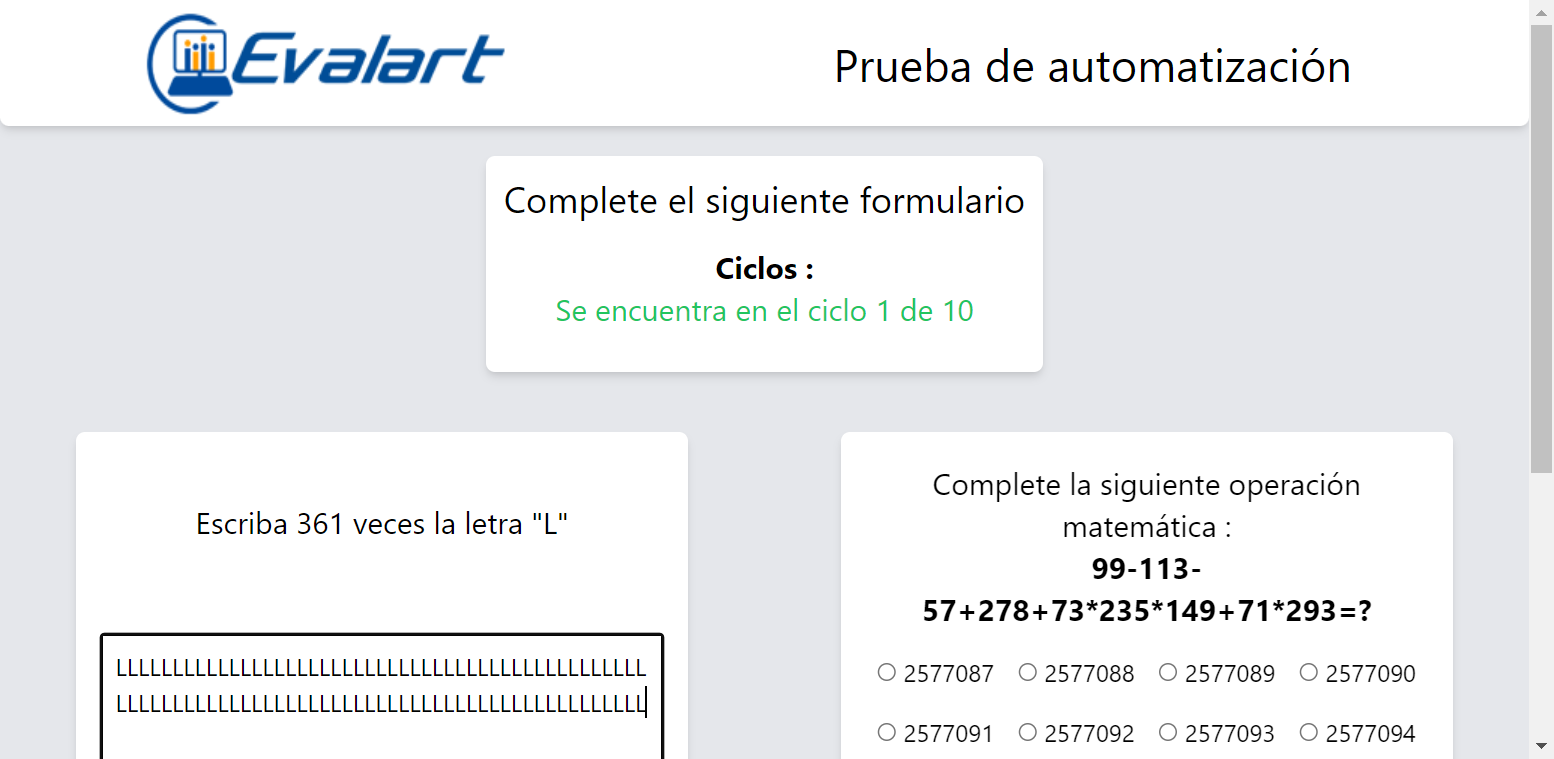 Evalart
Prueba de automatización
Complete el siguiente formulario
Ciclos :
Se encuentra en el ciclo 1 de 10
Escriba 361 veces la letra "L"
LLLLLLLLLLLLLLLLLLLLLLLLLLLLLLLLLLLLLLLLLLLLLLL
LLLLLLLLLLLLLLLLLLLLLLLLLLLLLLLLLLLLLLLLLLLLLLL
Complete la siguiente operación
matemática :
99-113-
57+278+73*235*149+71*293=?
2577087 2577088 2577089 2577090
2577091 2577092 2577093 2577094